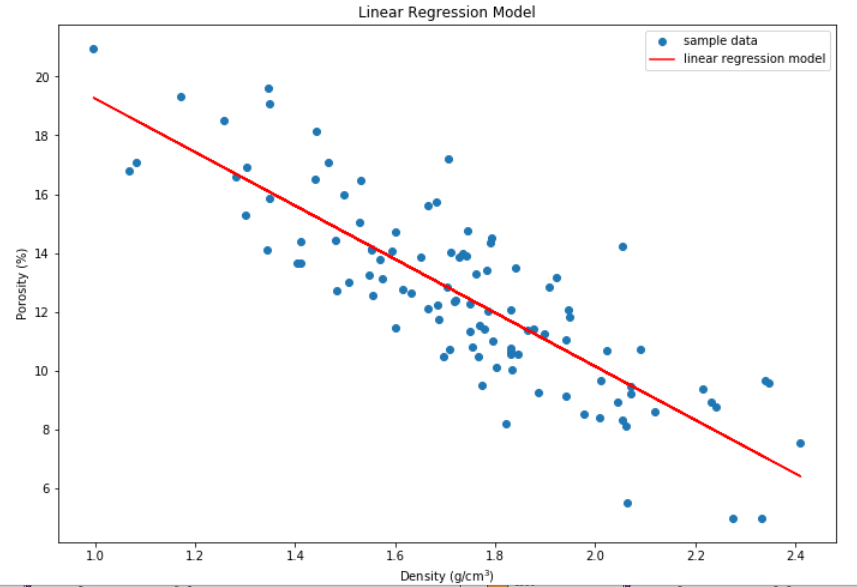 Linear Regression Model
sample data
linear regression model
20
18
16
14
12
10
8
6
Porosity (%)
1.0 1.2 1.4 1.6 1.8 2.0 2.2 2.4
Density (g/cm³)